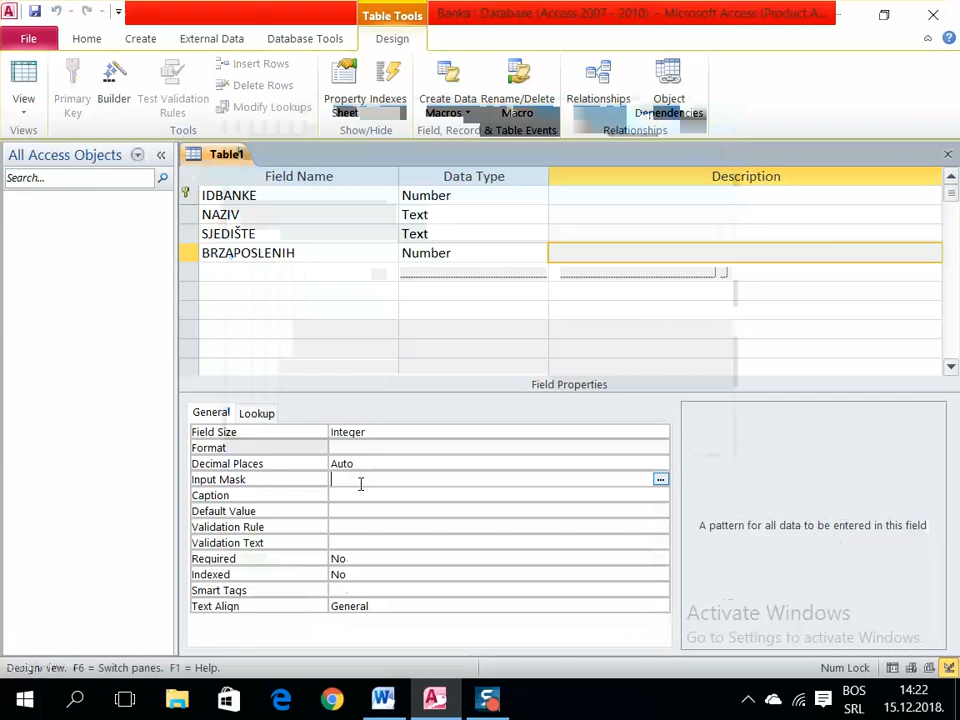 Table Tools
Banka : Database (Access 2007 - 2010) - Microsoft Access (Product A...
File Home Create External Data Database Tools Design
View
Views
Primary Key
Builder
Test Validation Rules
Insert Rows
Delete Rows
Modify Lookups
Tools
Property Sheet
Indexes
Show/Hide
Create Data Macros
Rename/Delete Macro
Field, Record & Table Events
Relationships
Object Dependencies
Relationships
All Access Objects
Search...
Table1
Field Name Data Type Description
IDBANKE Number
NAZIV Text
SJEDIŠTE Text
BRZAPOSLENIH Number
Field Properties
General Lookup
Field Size Integer
Format
Decimal Places Auto
Input Mask
Caption
Default Value
Validation Rule
Validation Text
Required No
Indexed No
Smart Tags
Text Align General
A pattern for all data to be entered in this field
Activate Windows
Go to Settings to activate Windows.
Design view. F6 = Switch panes. F1 = Help.
Num Lock
BOS
SRL
14:22
15.12.2018.